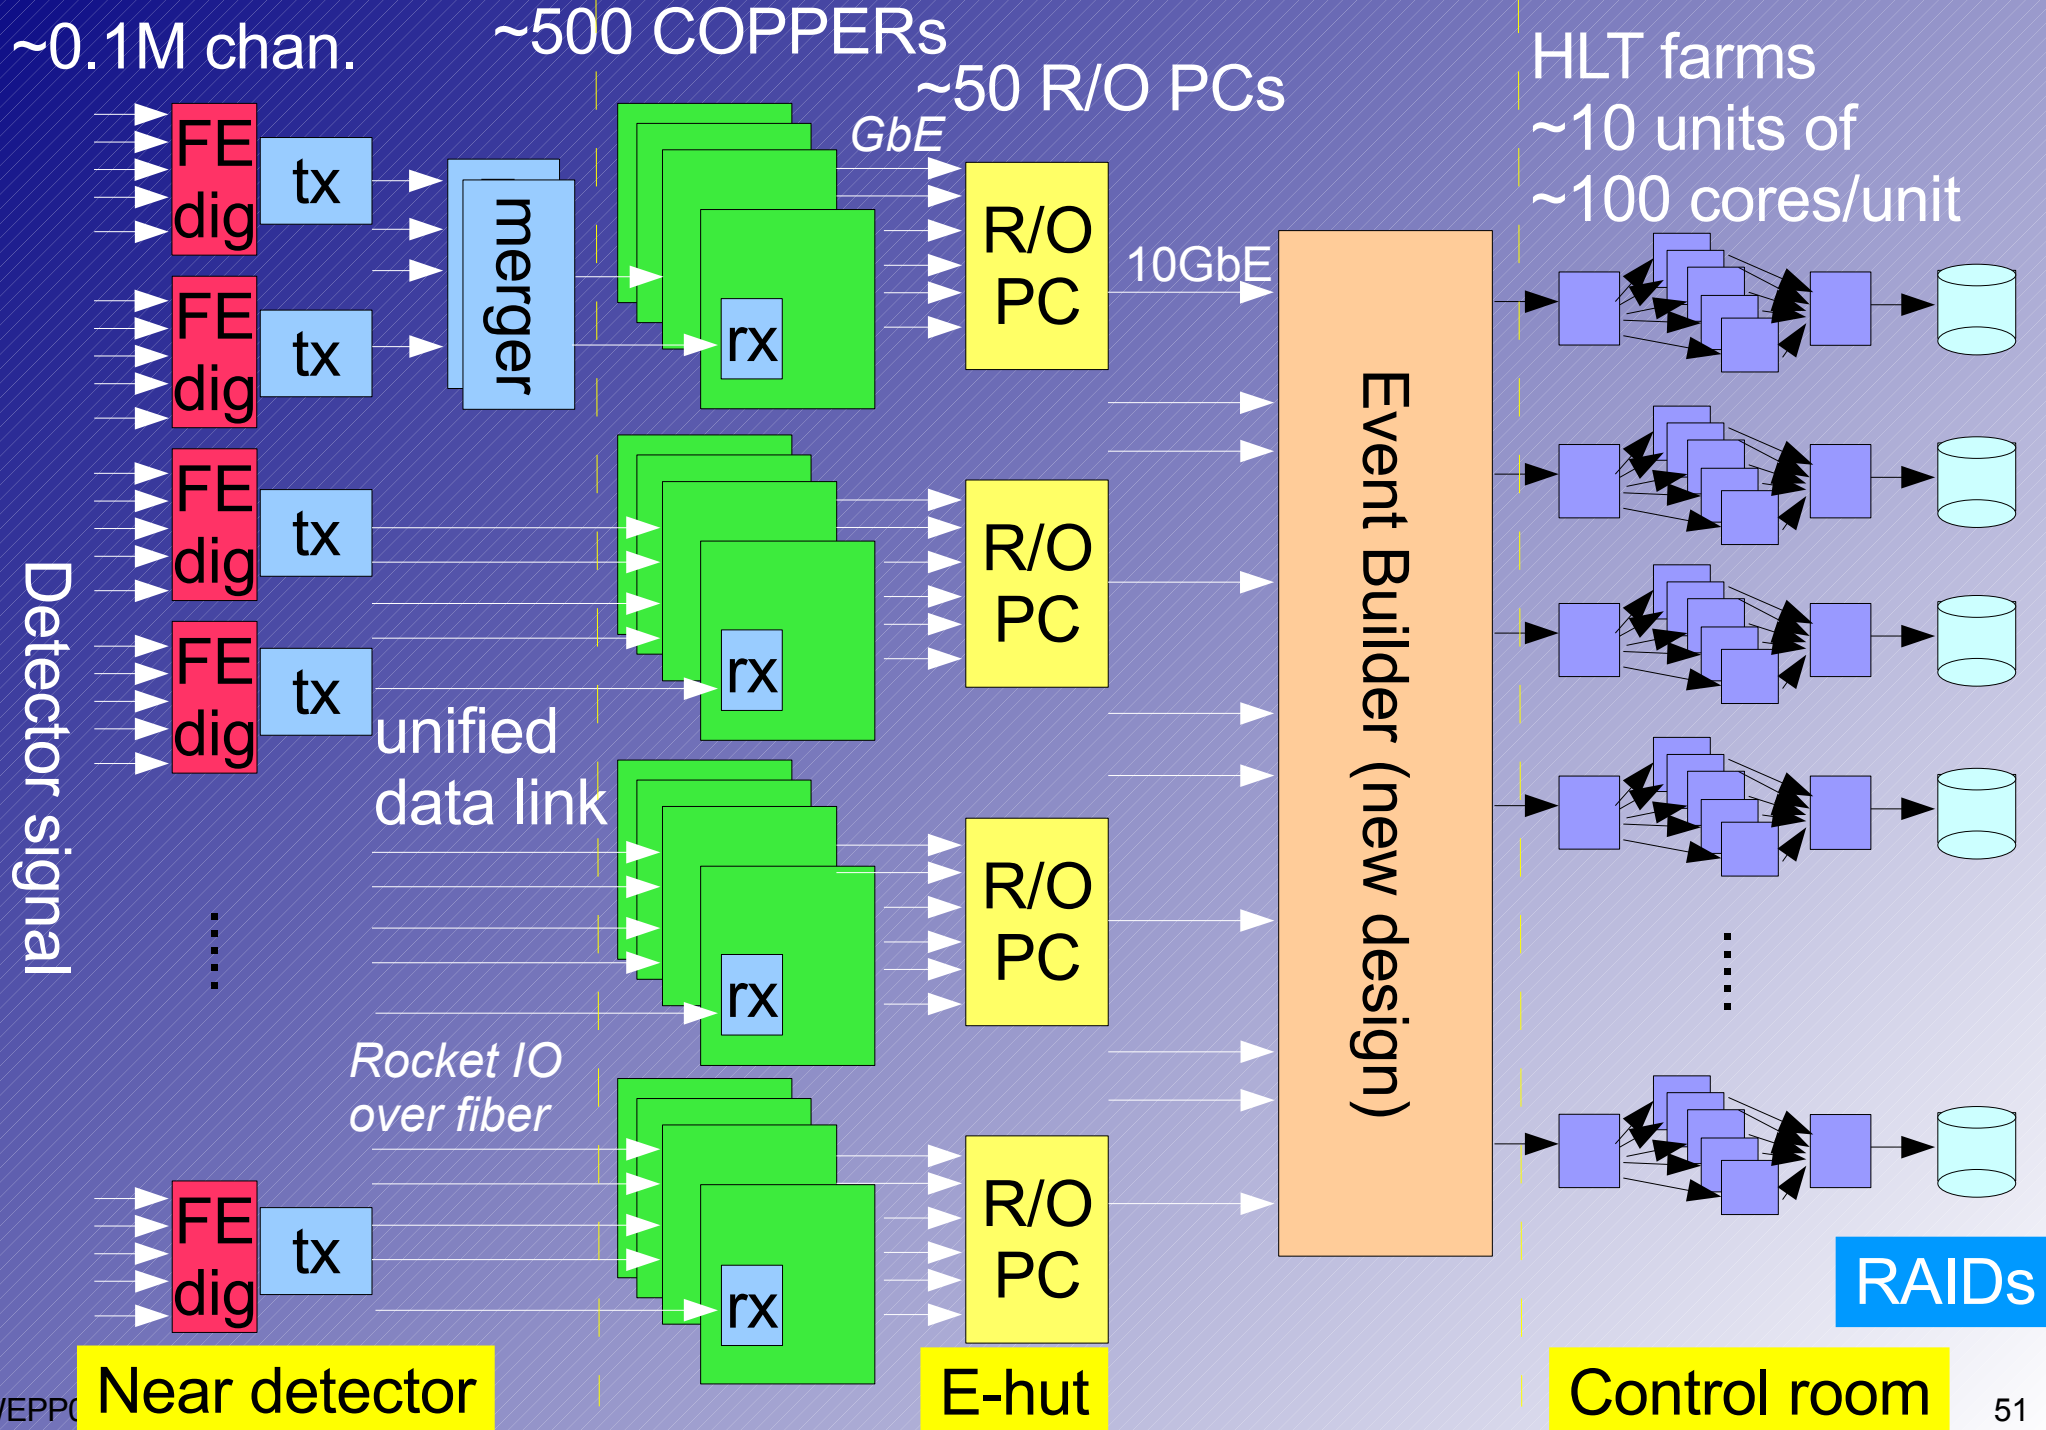 ~0.1M chan.
~500 COPPERs
~50 R/O PCs
HLT farms
~10 units of
~100 cores/unit
GbE
10GbE
FE
dig
tx
FE
dig
tx
FE
dig
tx
FE
dig
tx
FE
dig
tx
merger
rx
rx
rx
rx
R/O
PC
R/O
PC
R/O
PC
R/O
PC
Detector signal
unified
data link
Rocket IO
over fiber
Event Builder (new design)
RAIDs
Near detector
E-hut
Control room
51